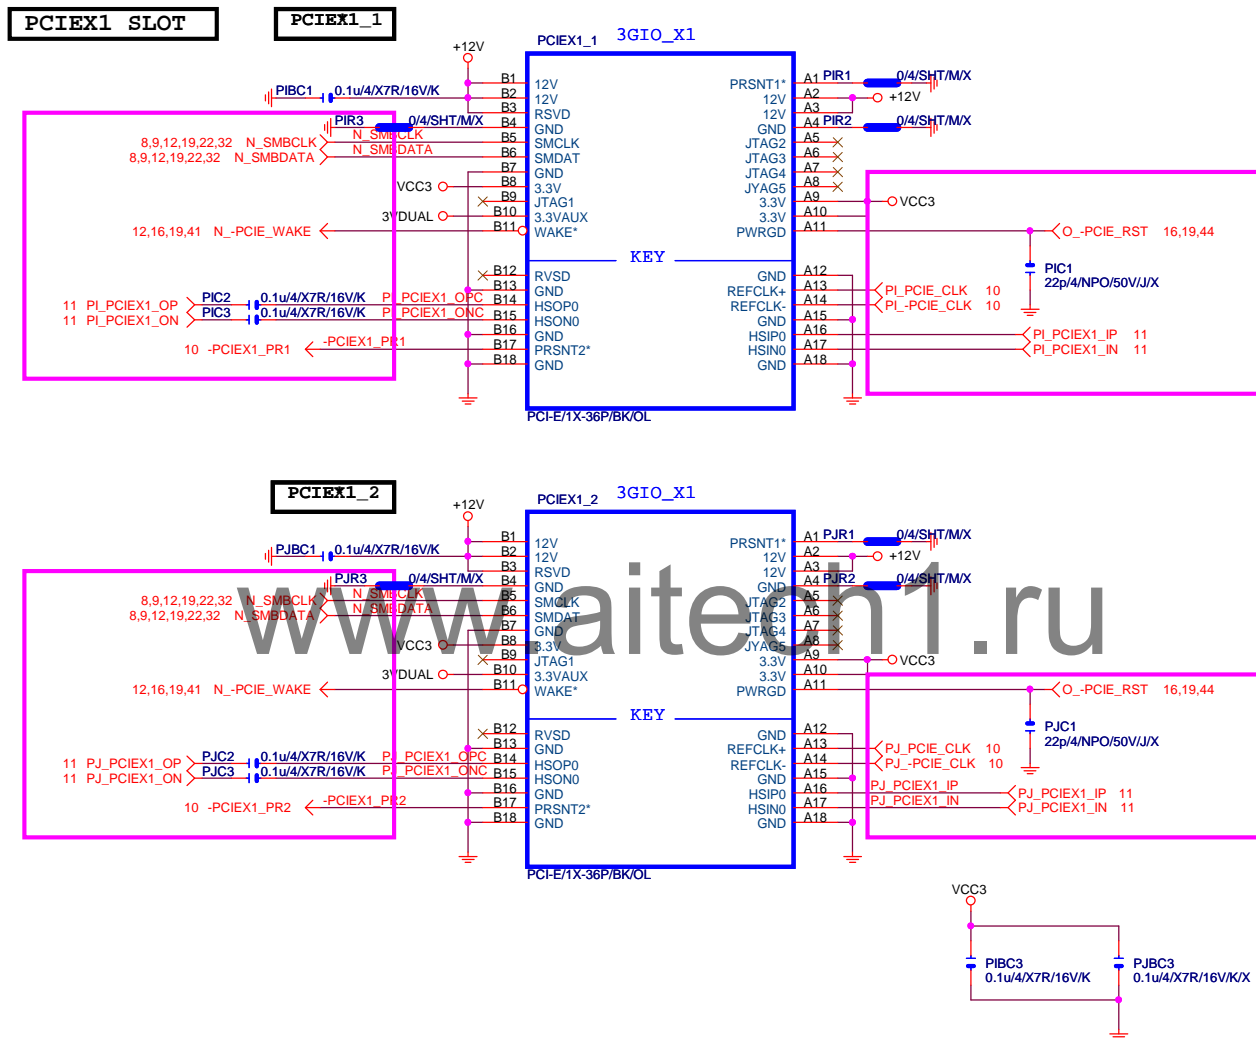 PCIEX1 SLOT
PCIEX*1_1
PCIEX1_1 3GIO_X1
+12V
PIBC1 0.1u/4/X7R/16V/K
PIR3 0/4/SHT/M/X
8,9,12,19,22,32 N_SMBCLK N_SMBCLK
8,9,12,19,22,32 N_SMBDATA N_SMBDATA
VCC3
3VDUAL
12,16,19,41 N_-PCIE_WAKE
11 PI_PCIEX1_OP PIC2 0.1u/4/X7R/16V/K PI_PCIEX1_OPC
11 PI_PCIEX1_ON PIC3 0.1u/4/X7R/16V/K PI_PCIEX1_ONC
10 -PCIEX1_PR1 -PCIEX1_PR1
B1 12V PRSNT1* A1 PIR1 0/4/SHT/M/X
B2 12V 12V A2 +12V
B3 RSVD 12V A3
B4 GND GND A4 PIR2 0/4/SHT/M/X
B5 SMCLK JTAG2 A5
B6 SMDAT JTAG3 A6
B7 GND JTAG4 A7
B8 3.3V JYAG5 A8
B9 JTAG1 3.3V A9 VCC3
B10 3.3VAUX 3.3V A10
B11 WAKE* PWRGD A11 O_-PCIE_RST 16,19,44
KEY
PIC1
22p/4/NPO/50V/J/X
B12 RVSD GND A12
B13 GND REFCLK+ A13 PI_PCIE_CLK 10
B14 HSOP0 REFCLK- A14 PI_-PCIE_CLK 10
B15 HSON0 GND A15
B16 GND HSIP0 A16 PI_PCIEX1_IP 11
B17 PRSNT2* HSIN0 A17 PI_PCIEX1_IN 11
B18 GND GND A18
PCI-E/1X-36P/BK/OL
PCIEX*1_2
PCIEX1_2 3GIO_X1
+12V
PJBC1 0.1u/4/X7R/16V/K
PJR3 0/4/SHT/M/X
8,9,12,19,22,32 N_SMBCLK N_SMBCLK
8,9,12,19,22,32 N_SMBDATA N_SMBDATA
VCC3
3VDUAL
12,16,19,41 N_-PCIE_WAKE
11 PJ_PCIEX1_OP PJC2 0.1u/4/X7R/16V/K PJ_PCIEX1_OPC
11 PJ_PCIEX1_ON PJC3 0.1u/4/X7R/16V/K PJ_PCIEX1_ONC
10 -PCIEX1_PR2 -PCIEX1_PR2
B1 12V PRSNT1* A1 PJR1 0/4/SHT/M/X
B2 12V 12V A2 +12V
B3 RSVD 12V A3
B4 GND GND A4 PJR2 0/4/SHT/M/X
B5 SMCLK JTAG2 A5
B6 SMDAT JTAG3 A6
B7 GND JTAG4 A7
B8 3.3V JYAG5 A8
B9 JTAG1 3.3V A9 VCC3
B10 3.3VAUX 3.3V A10
B11 WAKE* PWRGD A11 O_-PCIE_RST 16,19,44
www.aitech1.ru
KEY
PJC1
22p/4/NPO/50V/J/X
B12 RVSD GND A12
B13 GND REFCLK+ A13 PJ_PCIE_CLK 10
B14 HSOP0 REFCLK- A14 PJ_-PCIE_CLK 10
B15 HSON0 GND A15
B16 GND HSIP0 A16 PJ_PCIEX1_IP PJ_PCIEX1_IP 11
B17 PRSNT2* HSIN0 A17 PJ_PCIEX1_IN PJ_PCIEX1_IN 11
B18 GND GND A18
PCI-E/1X-36P/BK/OL
VCC3
PIBC3
0.1u/4/X7R/16V/K
PJBC3
0.1u/4/X7R/16V/K/X